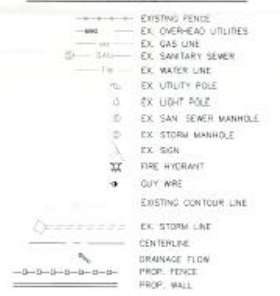 EXISTING FENCE
EX. OVERHEAD UTILITIES
EX. GAS LINE
EX. SANITARY SEWER
EX. WATER LINE
EX. UTILITY POLE
EX. LIGHT POLE
EX. SAN. SEWER MANHOLE
EX. STORM MANHOLE
EX. SIGN
FIRE HYDRANT
GUY WIRE
EXISTING CONTOUR LINE
EX. STORM LINE
CENTERLINE
DRAINAGE FLOW
PROP. FENCE
PROP. WALL